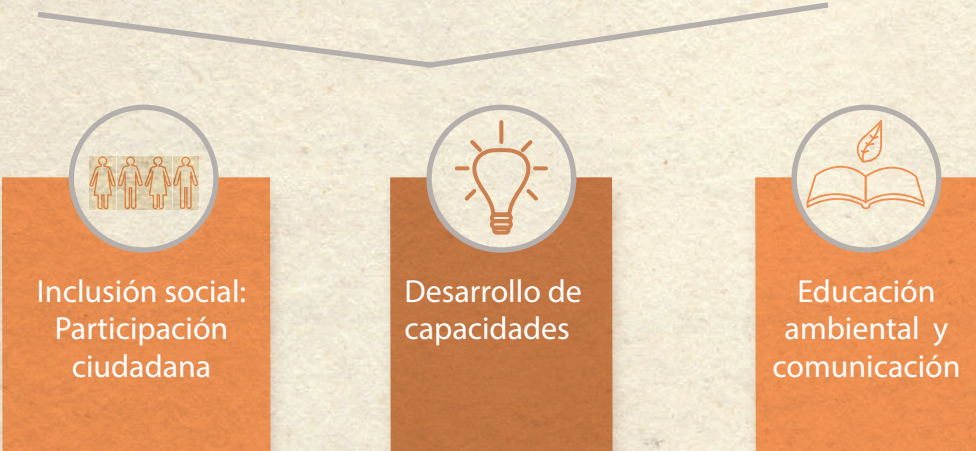 Inclusión social:
Participación
ciudadana
Desarrollo de
capacidades
Educación
ambiental y
comunicación